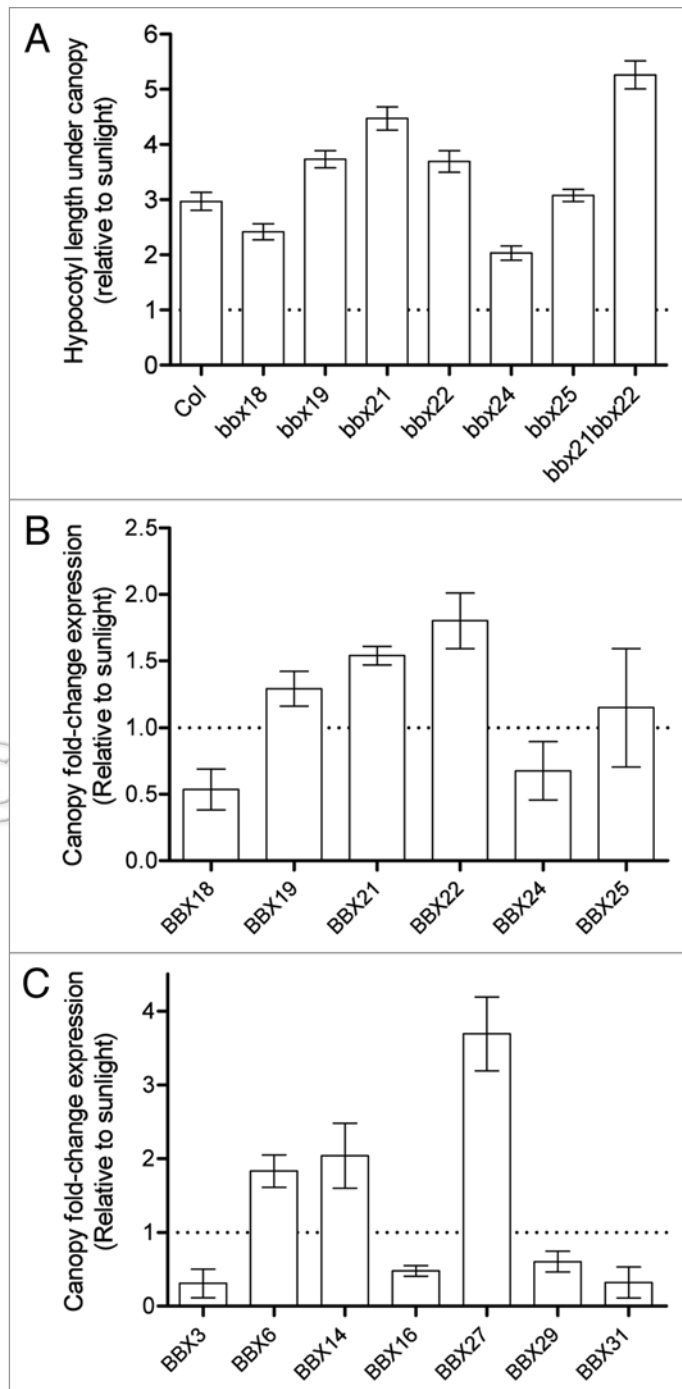 A
Hypocotyl length under canopy
(relative to sunlight)
6
5
4
3
2
1
0
Col
bbx18
bbx19
bbx21
bbx22
bbx24
bbx25
bbx21bbx22
B
Canopy fold-change expression
(Relative to sunlight)
2.5
2.0
1.5
1.0
0.5
0.0
BBX18
BBX19
BBX21
BBX22
BBX24
BBX25
C
Canopy fold-change expression
(Relative to sunlight)
4
3
2
1
0
BBX3
BBX6
BBX14
BBX16
BBX27
BBX29
BBX31